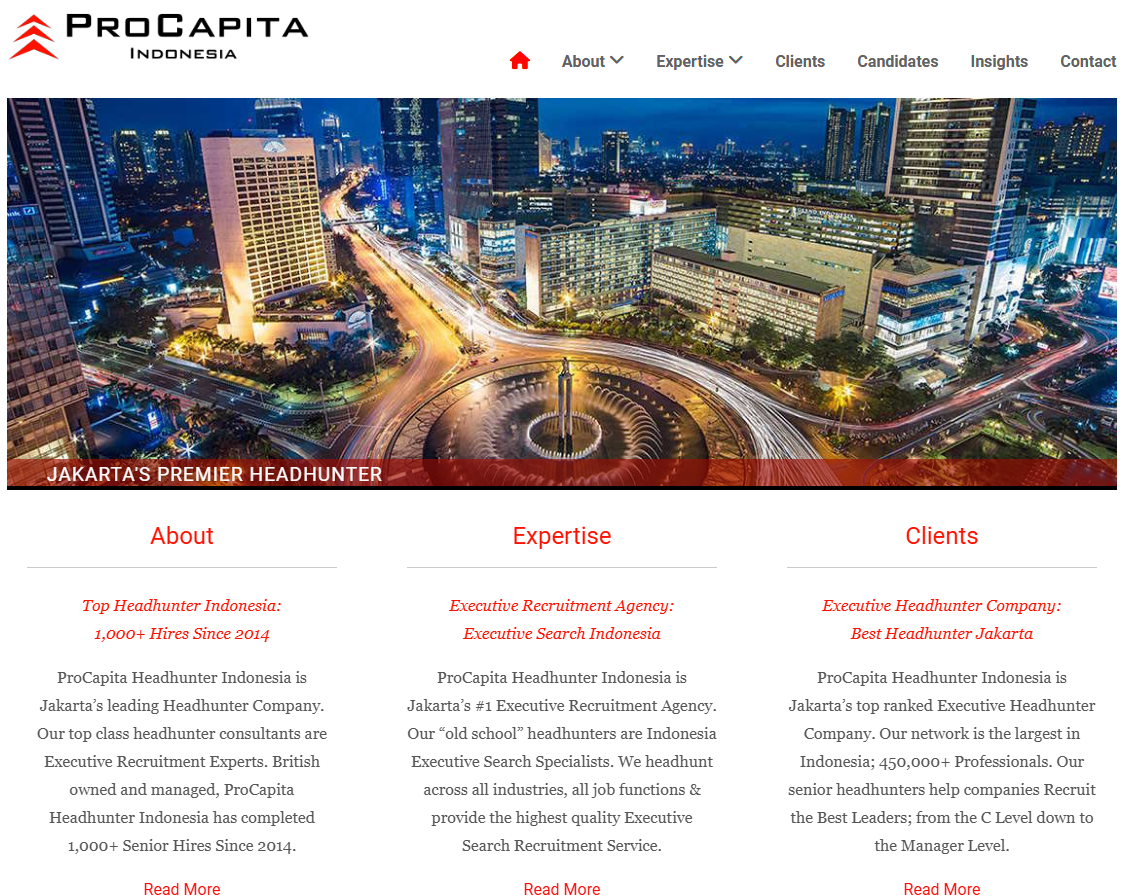 PROCAPITA
INDONESIA
About
Expertise
Clients
Candidates
Insights
Contact
JAKARTA'S PREMIER HEADHUNTER
About
Top Headhunter Indonesia:
1,000+ Hires Since 2014
ProCapita Headhunter Indonesia is
Jakarta’s leading Headhunter Company.
Our top class headhunter consultants are
Executive Recruitment Experts. British
owned and managed, ProCapita
Headhunter Indonesia has completed
1,000+ Senior Hires Since 2014.
Read More
Expertise
Executive Recruitment Agency:
Executive Search Indonesia
ProCapita Headhunter Indonesia is
Jakarta’s #1 Executive Recruitment Agency.
Our “old school” headhunters are Indonesia
Executive Search Specialists. We headhunt
across all industries, all job functions &
provide the highest quality Executive
Search Recruitment Service.
Read More
Clients
Executive Headhunter Company:
Best Headhunter Jakarta
ProCapita Headhunter Indonesia is
Jakarta’s top ranked Executive Headhunter
Company. Our network is the largest in
Indonesia; 450,000+ Professionals. Our
senior headhunters help companies Recruit
the Best Leaders; from the C Level down to
the Manager Level.
Read More